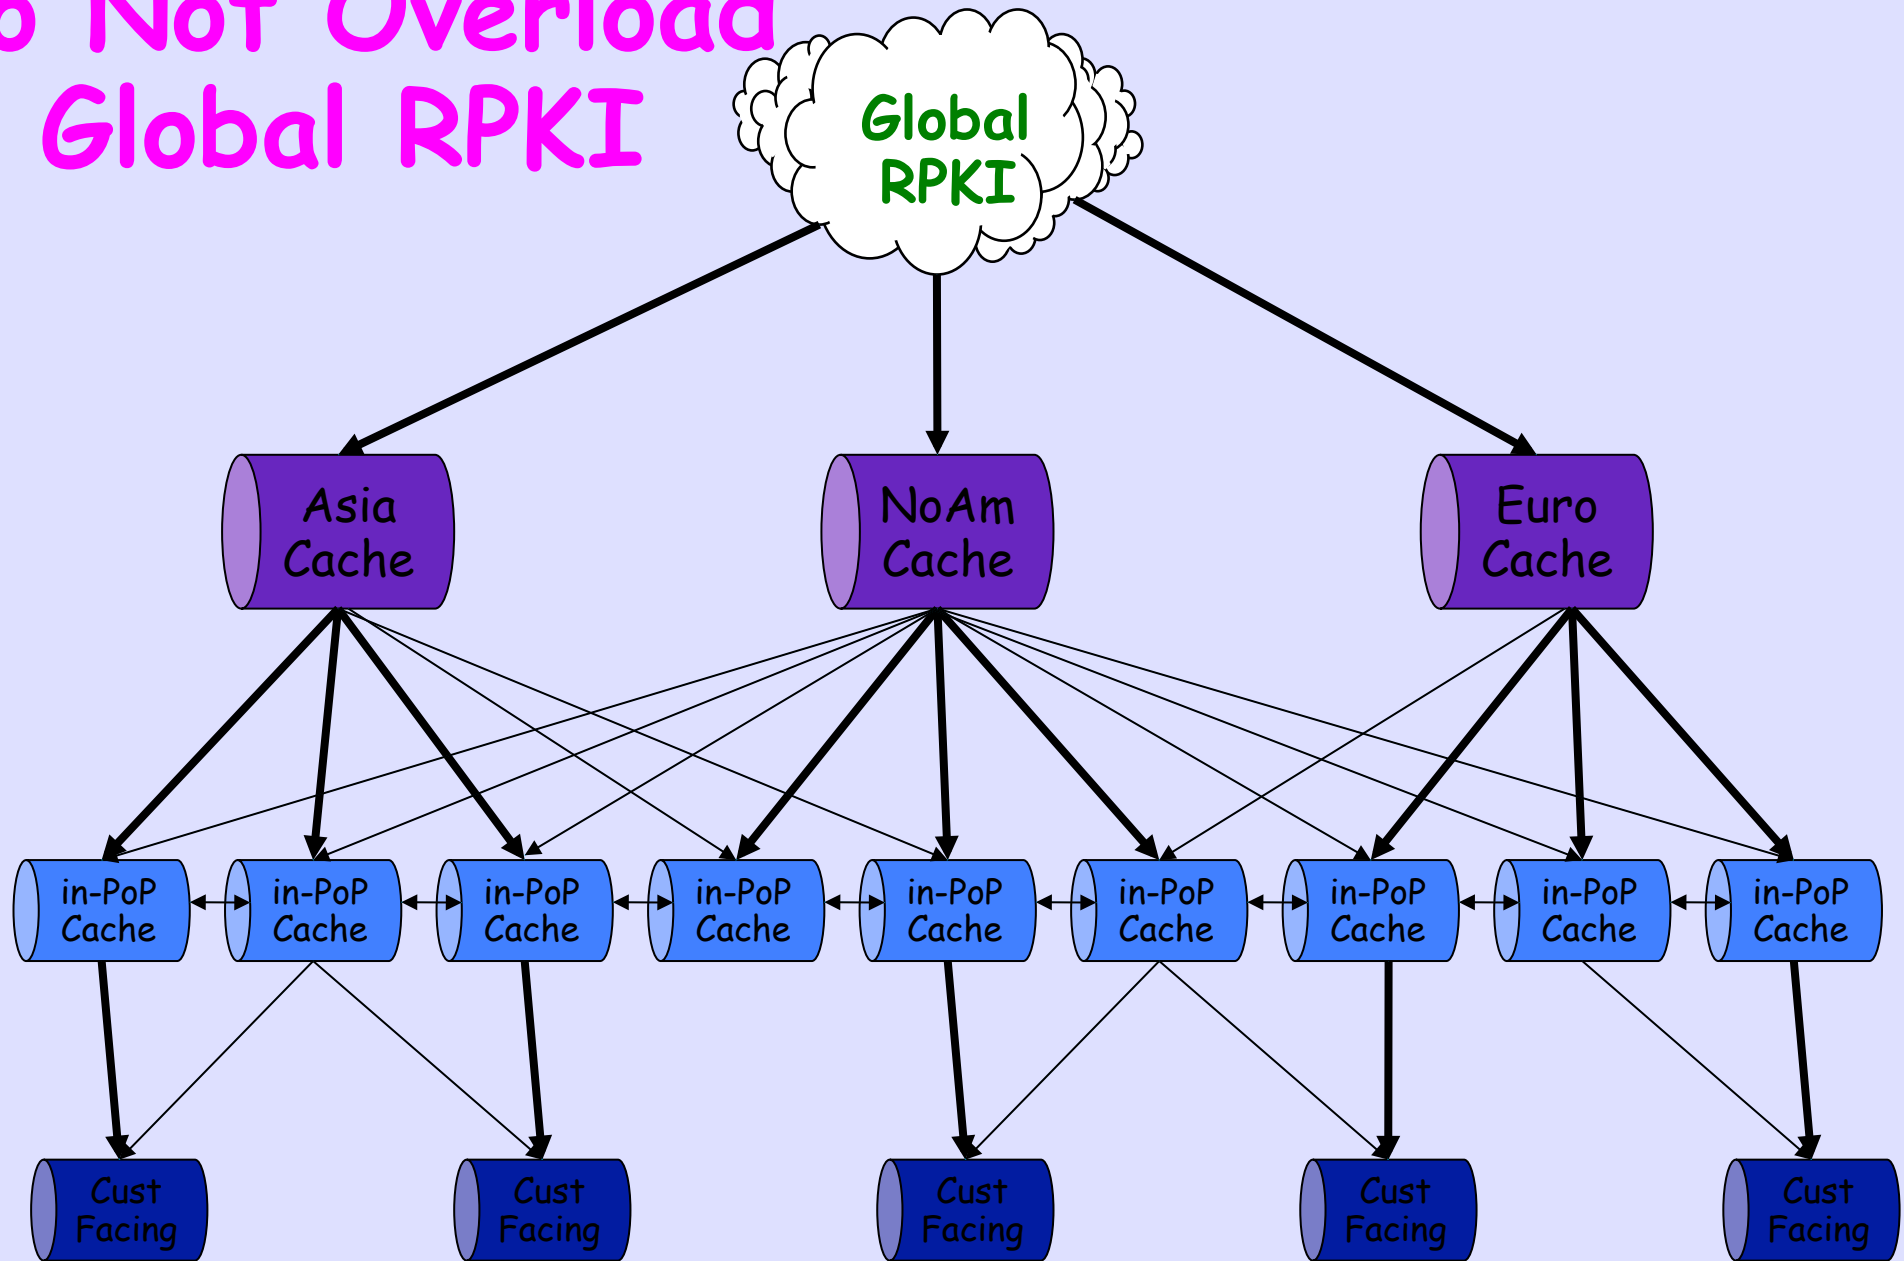 Not Overload
Global RPKI
Global
RPKI
Asia
Cache
NoAm
Cache
Euro
Cache
in-PoP
Cache
in-PoP
Cache
in-PoP
Cache
in-PoP
Cache
in-PoP
Cache
in-PoP
Cache
in-PoP
Cache
in-PoP
Cache
in-PoP
Cache
Cust
Facing
Cust
Facing
Cust
Facing
Cust
Facing
Cust
Facing